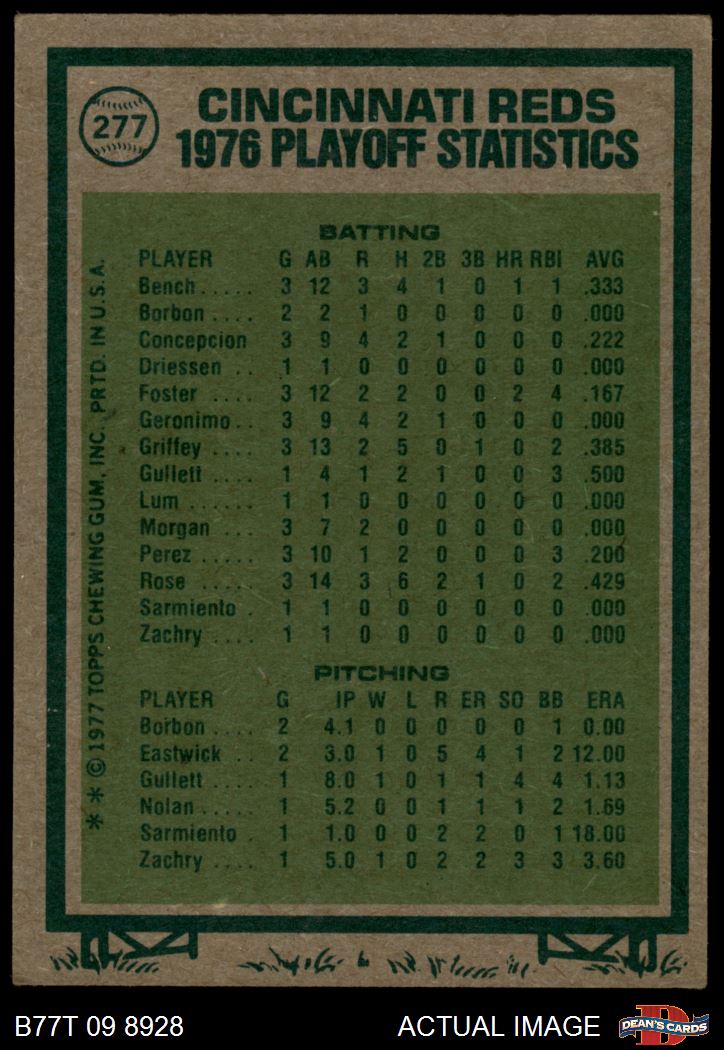 277
CINCINNATI REDS
1976 PLAYOFF STATISTICS
BATTING
PLAYER G AB R H 2B 3B HR RBI AVG
Bench..... 3 12 3 4 1 0 1 1 .333
Borbon .... 2 2 1 0 0 0 0 0 .000
Concepcion 3 9 4 2 1 0 0 0 .222
Driessen .. 1 1 0 0 0 0 0 0 .000
Foster .... 3 12 2 2 0 0 2 4 .167
Geronimo.. 3 9 4 2 1 0 0 0 .000
Griffey .... 3 13 2 5 0 1 0 2 .385
Gullett .... 1 4 1 2 1 0 0 3 .500
Lum ..... 1 1 0 0 0 0 0 0 .000
Morgan ... 3 7 2 0 0 0 0 0 .000
Perez ..... 3 10 1 2 0 0 0 3 .200
Rose ..... 3 14 3 6 2 1 0 2 .429
Sarmiento . 1 1 0 0 0 0 0 0 .000
Zachry .... 1 1 0 0 0 0 0 0 .000
PITCHING
PLAYER G IP W L R ER SO BB ERA
Borbon .... 2 4.1 0 0 0 0 0 1 0.00
Eastwick .. 2 3.0 1 0 5 4 1 2 12.00
Gullett .... 1 8.0 1 0 1 1 4 4 1.13
Nolan ..... 1 5.2 0 0 1 1 1 2 1.69
Sarmiento . 1 1.0 0 0 2 2 0 1 18.00
Zachry .... 1 5.0 1 0 2 2 3 3 3.60
* * © 1977 TOPPS CHEWING GUM, INC. PRTD. IN U.S.A.
B77T 09 8928 ACTUAL IMAGE
DEAN'S CARDS